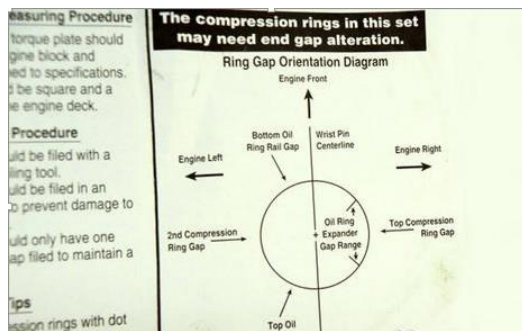 easuring Procedure
torque plate should
gine block and
ed to specifications.
be square and a
e engine deck.
Procedure
uld be filed with a
ling tool.
uld be filed in an
o prevent damage to
uld only have one
ap filed to maintain a
ips
ession rings with dot
The compression rings in this set
may need end gap alteration.
Ring Gap Orientation Diagram
Engine Front
Bottom Oil
Ring Rail Gap
Wrist Pin
Centerline
Engine Left
Engine Right
2nd Compression
Ring Gap
Oil Ring
Expander
Gap Range
Top Compression
Ring Gap
Top Oil